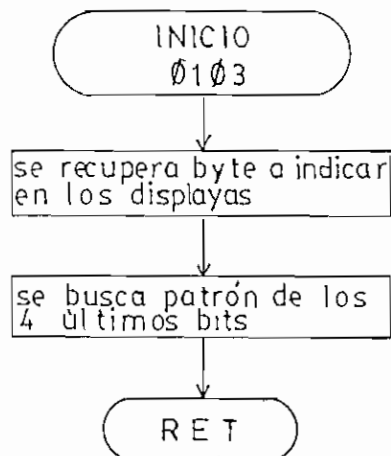 INICIO
Ø1Ø3
se recupera byte a indicar
en los displayas
se busca patrón de los
4 últimos bits
RET